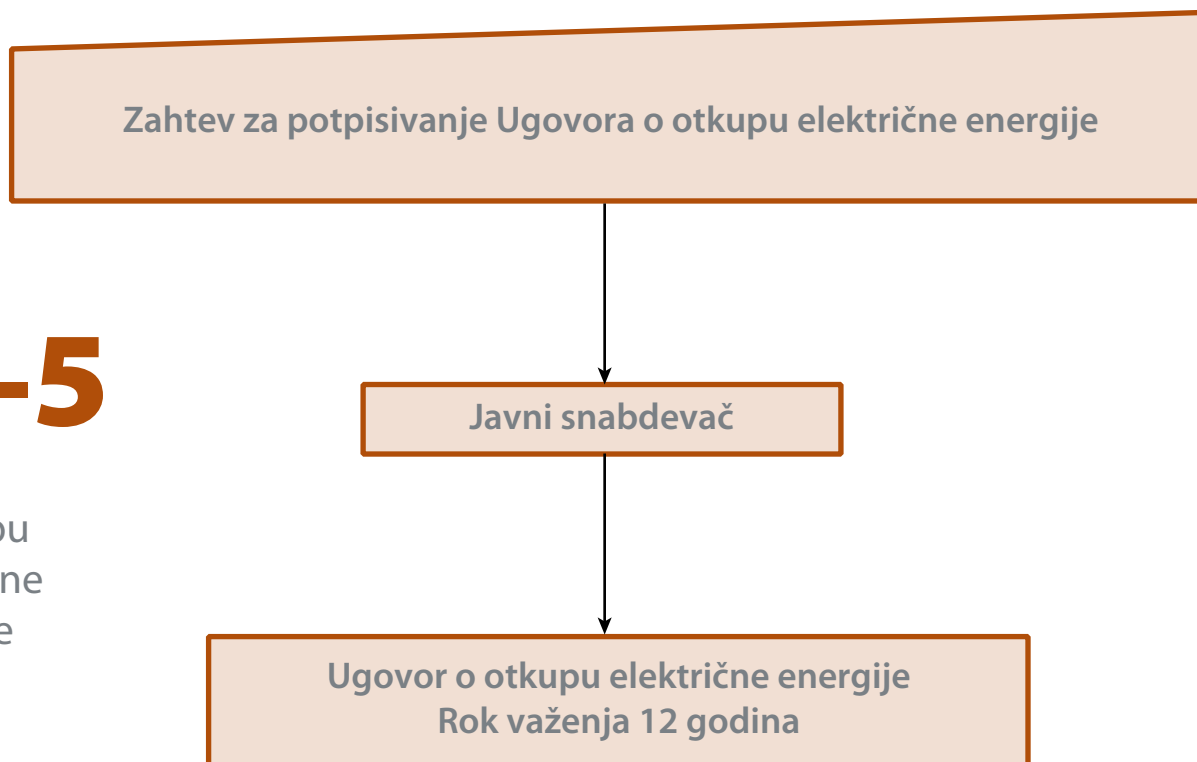 Zahtev za potpisivanje Ugovora o otkupu električne energije
-5
Javni snabdevač
Ugovor o otkupu električne energije
Rok važenja 12 godina